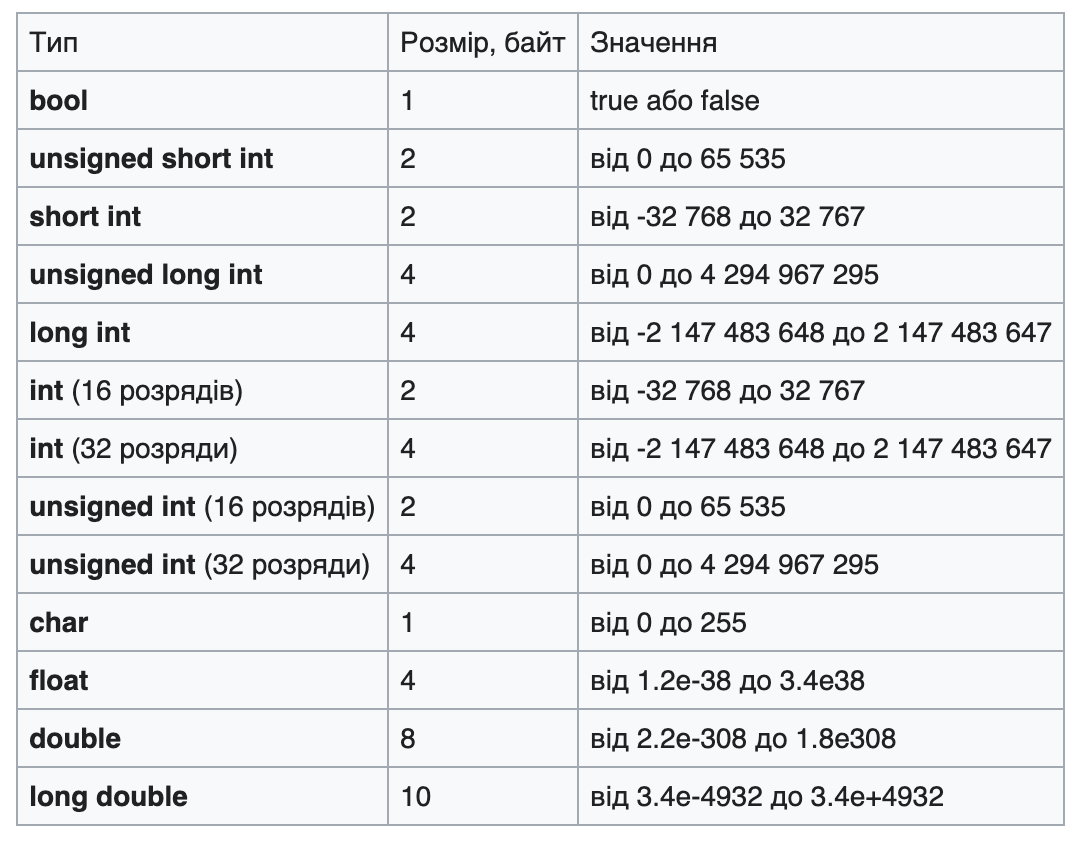 Тип Розмір, байт Значення
bool 1 true або false
unsigned short int 2 від 0 до 65 535
short int 2 від -32 768 до 32 767
unsigned long int 4 від 0 до 4 294 967 295
long int 4 від -2 147 483 648 до 2 147 483 647
int (16 розрядів) 2 від -32 768 до 32 767
int (32 розряди) 4 від -2 147 483 648 до 2 147 483 647
unsigned int (16 розрядів) 2 від 0 до 65 535
unsigned int (32 розряди) 4 від 0 до 4 294 967 295
char 1 від 0 до 255
float 4 від 1.2e-38 до 3.4e38
double 8 від 2.2e-308 до 1.8e308
long double 10 від 3.4e-4932 до 3.4e+4932